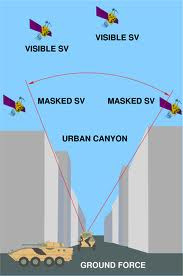 VISIBLE SV
VISIBLE SV
MASKED SV
MASKED SV
URBAN CANYON
GROUND FORCE